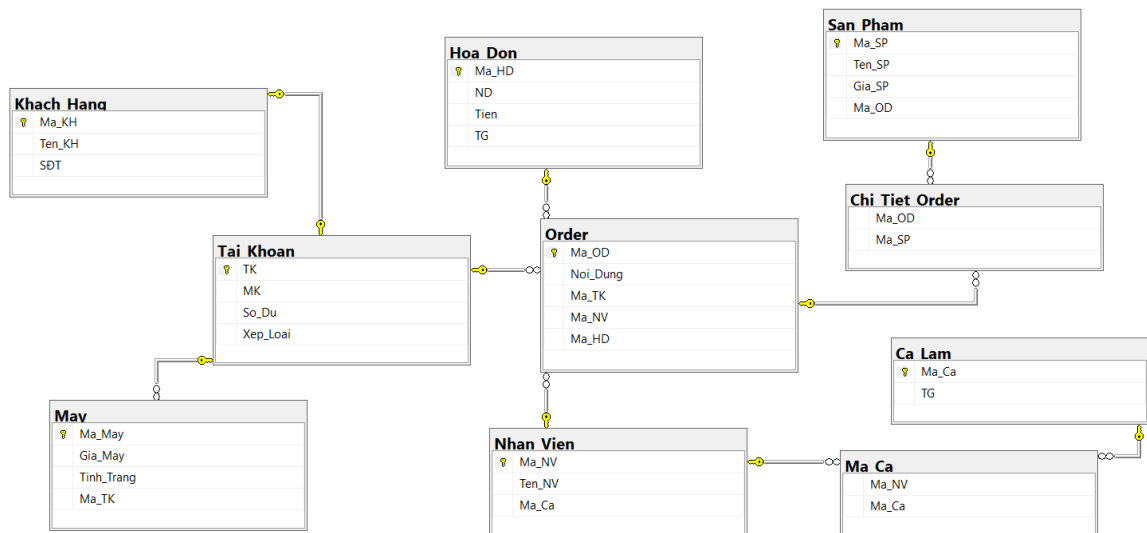 Khach Hang
Ma_KH
Ten_KH
SĐT
Hoa Don
Ma_HD
ND
Tien
TG
San Pham
Ma_SP
Ten_SP
Gia_SP
Ma_OD
Chi Tiet Order
Ma_OD
Ma_SP
Tai Khoan
TK
MK
So_Du
Xep_Loai
Order
Ma_OD
Noi_Dung
Ma_TK
Ma_NV
Ma_HD
Ca Lam
Ma_Ca
TG
May
Ma_May
Gia_May
Tinh_Trang
Ma_TK
Nhan Vien
Ma_NV
Ten_NV
Ma_Ca
Ma Ca
Ma_NV
Ma_Ca